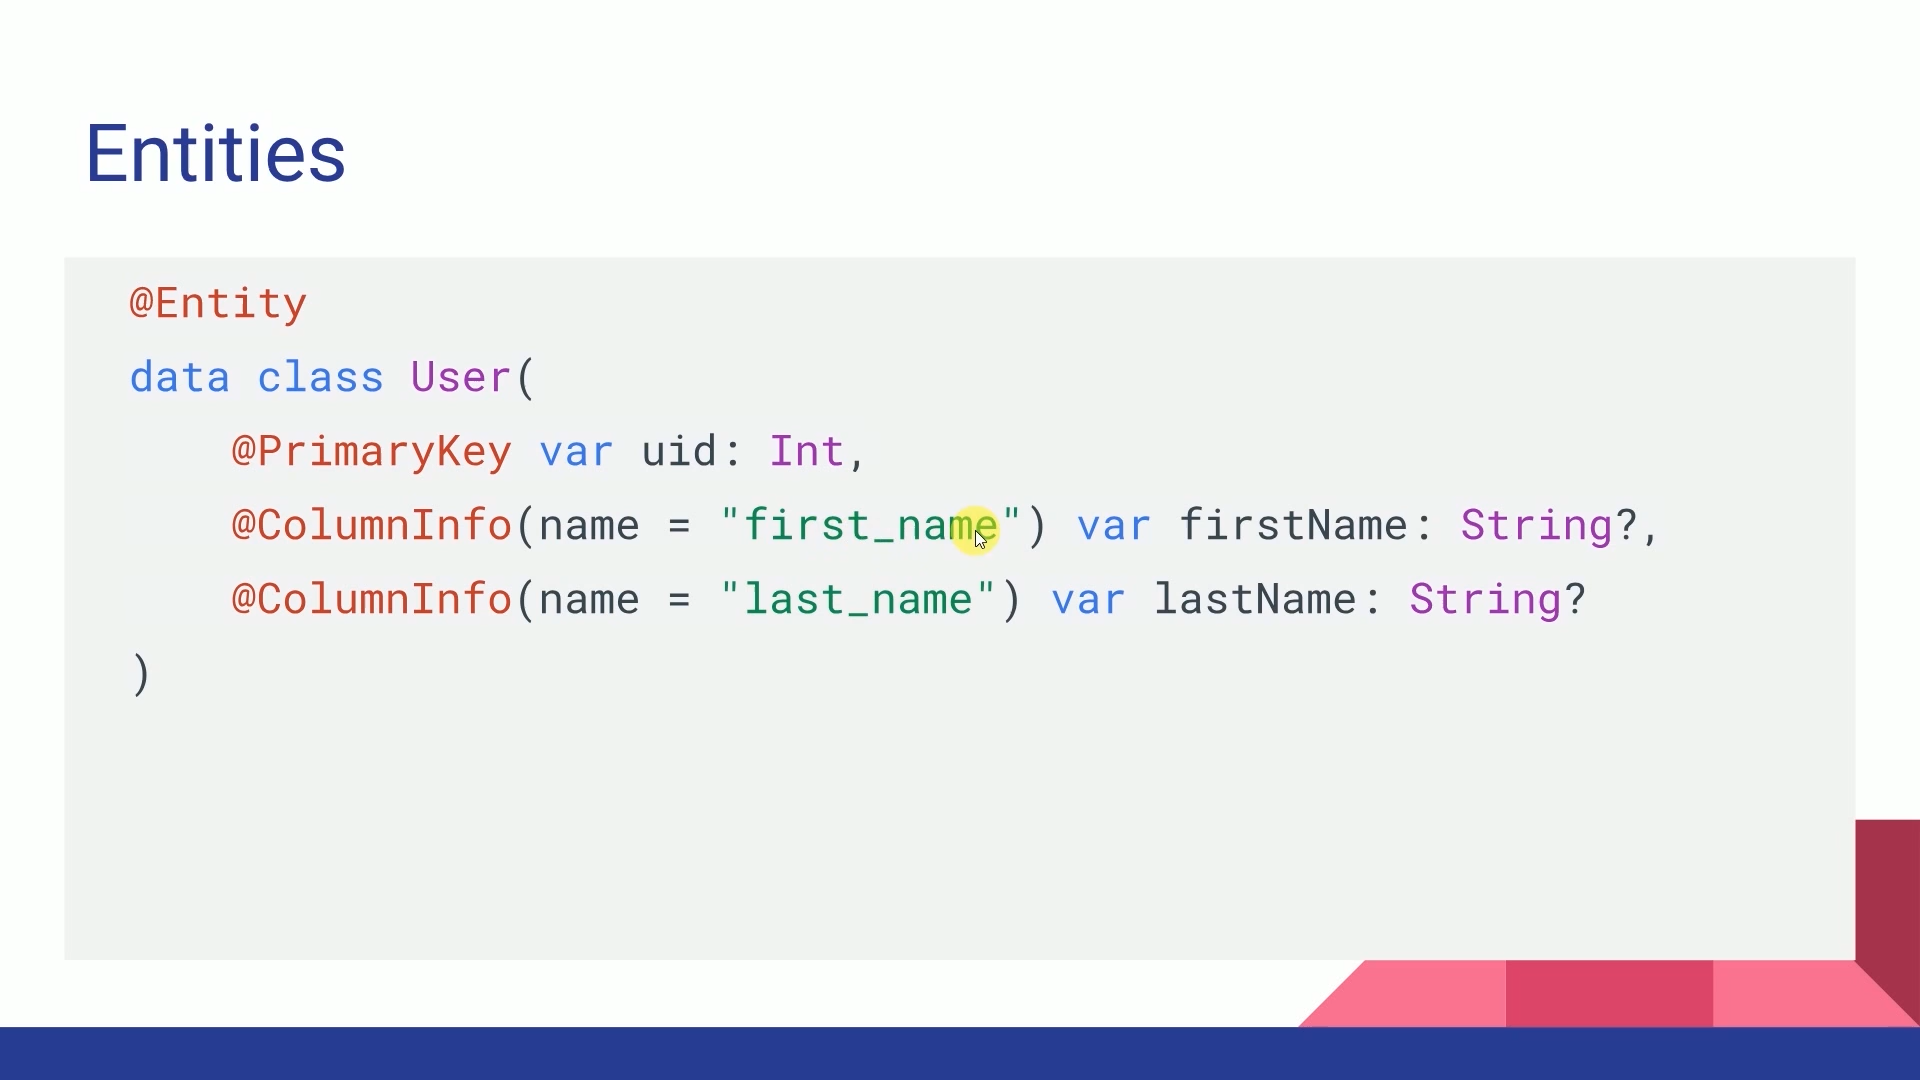 Entities
@Entity
data class User(
@PrimaryKey var uid: Int,
@ColumnInfo(name = "first_name") var firstName: String?,
@ColumnInfo(name = "last_name") var lastName: String?
)